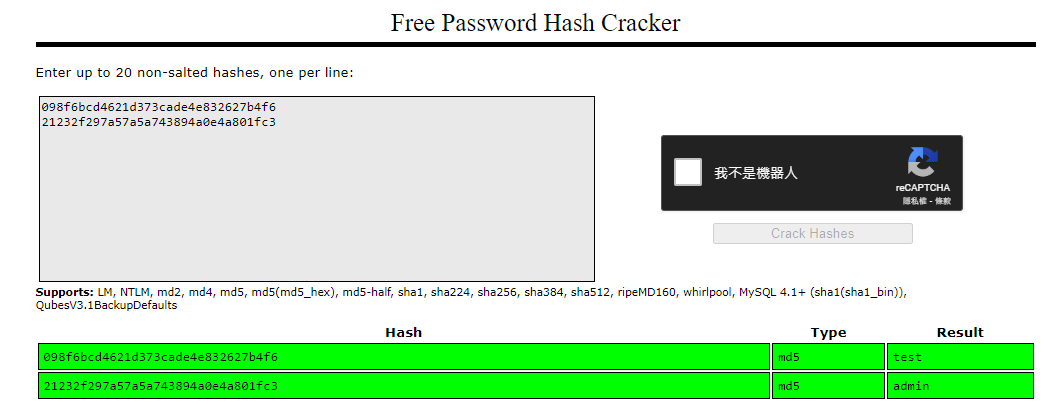 Free Password Hash Cracker
Enter up to 20 non-salted hashes, one per line:
098f6bcd4621d373cade4e832627b4f6
21232f297a57a5a743894a0e4a801fc3
我不是機器人
reCAPTCHA
隱私權 - 條款
Crack Hashes
Supports: LM, NTLM, md2, md4, md5, md5(md5_hex), md5-half, sha1, sha224, sha256, sha384, sha512, ripeMD160, whirlpool, MySQL 4.1+ (sha1(sha1_bin)),
QubesV3.1BackupDefaults
Hash Type Result
098f6bcd4621d373cade4e832627b4f6 md5 test
21232f297a57a5a743894a0e4a801fc3 md5 admin